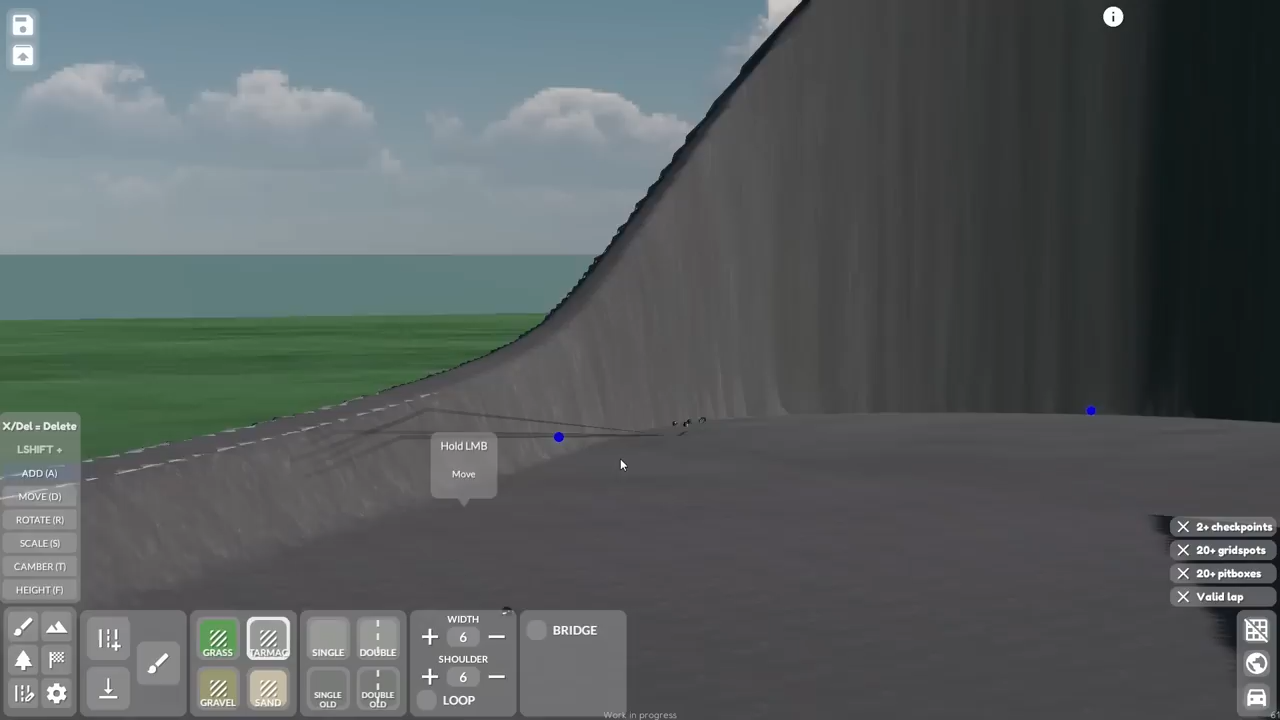 X/Del = Delete
LSHIFT +
ADD (A)
MOVE (D)
ROTATE (R)
SCALE (S)
CAMBER (T)
HEIGHT (F)
Hold LMB
Move
2+ checkpoints
20+ gridspots
20+ pitboxes
Valid lap
GRASS
TARMAC
GRAVEL
SAND
SINGLE
DOUBLE
SINGLE
OLD
DOUBLE
OLD
WIDTH
+ 6 −
SHOULDER
+ 6 −
LOOP
BRIDGE
Work in progress